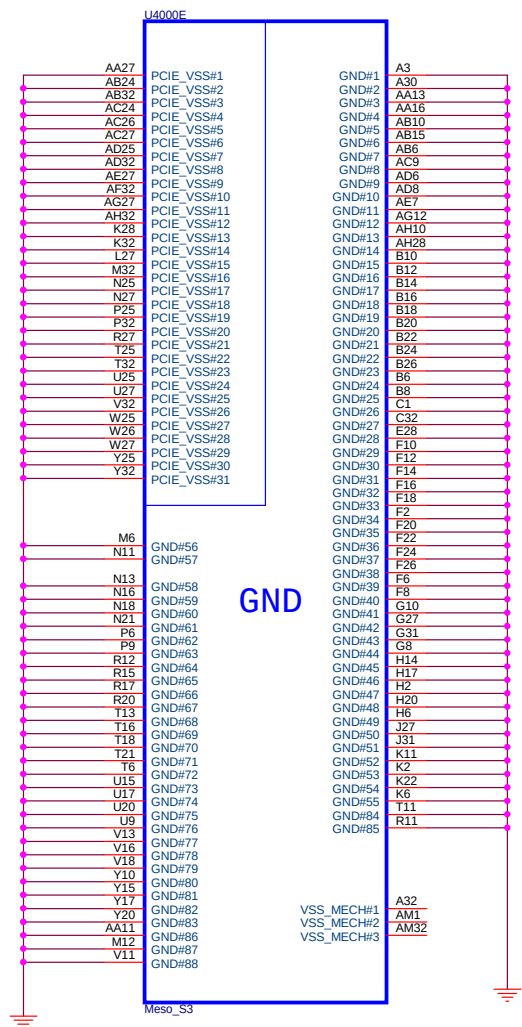 U4000E
AA27 PCIE_VSS#1 GND#1 A3
AB24 PCIE_VSS#2 GND#2 A30
AB32 PCIE_VSS#3 GND#3 AA13
AC24 PCIE_VSS#4 GND#4 AA16
AC26 PCIE_VSS#5 GND#5 AB10
AC27 PCIE_VSS#6 GND#6 AB15
AD25 PCIE_VSS#7 GND#7 AB6
AD32 PCIE_VSS#8 GND#8 AC9
AE27 PCIE_VSS#9 GND#9 AD6
AF32 PCIE_VSS#10 GND#10 AD8
AG27 PCIE_VSS#11 GND#11 AE7
AH32 PCIE_VSS#12 GND#12 AG12
K28 PCIE_VSS#13 GND#13 AH10
K32 PCIE_VSS#14 GND#14 AH28
L27 PCIE_VSS#15 GND#15 B10
M32 PCIE_VSS#16 GND#16 B12
N25 PCIE_VSS#17 GND#17 B14
N27 PCIE_VSS#18 GND#18 B16
P25 PCIE_VSS#19 GND#19 B18
P32 PCIE_VSS#20 GND#20 B20
R27 PCIE_VSS#21 GND#21 B22
T25 PCIE_VSS#22 GND#22 B24
T32 PCIE_VSS#23 GND#23 B26
U25 PCIE_VSS#24 GND#24 B6
U27 PCIE_VSS#25 GND#25 B8
V32 PCIE_VSS#26 GND#26 C1
W25 PCIE_VSS#27 GND#27 C32
W26 PCIE_VSS#28 GND#28 E28
W27 PCIE_VSS#29 GND#29 F10
Y25 PCIE_VSS#30 GND#30 F12
Y32 PCIE_VSS#31 GND#31 F14
GND#32 F16
GND#33 F18
GND#34 F2
GND#35 F20
M6 GND#56 GND#36 F22
N11 GND#57 GND#37 F24
GND#38 F26
N13 GND#58 GND#39 F6
N16 GND#59 GND#40 F8
GND
N18 GND#60 GND#41 G10
N21 GND#61 GND#42 G27
P6 GND#62 GND#43 G31
P9 GND#63 GND#44 G8
R12 GND#64 GND#45 H14
R15 GND#65 GND#46 H17
R17 GND#66 GND#47 H2
R20 GND#67 GND#48 H20
T13 GND#68 GND#49 H6
T16 GND#69 GND#50 J27
T18 GND#70 GND#51 J31
T21 GND#71 GND#52 K11
T6 GND#72 GND#53 K2
U15 GND#73 GND#54 K22
U17 GND#74 GND#55 K6
U20 GND#75 GND#84 T11
U9 GND#76 GND#85 R11
V13 GND#77
V16 GND#78
V18 GND#79
Y10 GND#80
Y15 GND#81
Y17 GND#82 VSS_MECH#1 A32
Y20 GND#83 VSS_MECH#2 AM1
AA11 GND#86 VSS_MECH#3 AM32
M12 GND#87
V11 GND#88
Meso_S3